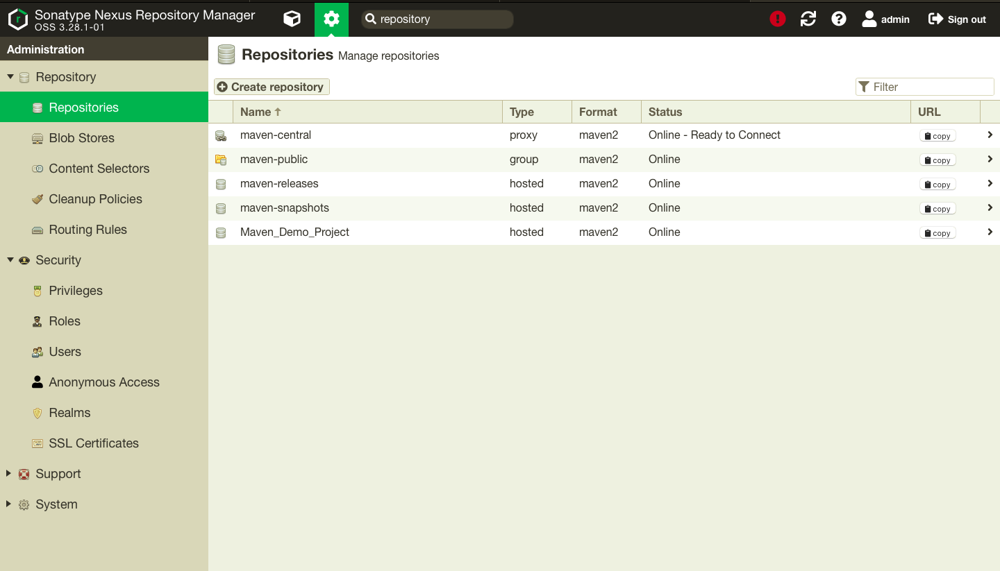 Sonatype Nexus Repository Manager
OSS 3.28.1-01
repository
admin
Sign out
Administration
Repository
Repositories
Blob Stores
Content Selectors
Cleanup Policies
Routing Rules
Security
Privileges
Roles
Users
Anonymous Access
Realms
SSL Certificates
Support
System
Repositories Manage repositories
Create repository
Filter
Name Type Format Status URL
maven-central proxy maven2 Online - Ready to Connect copy
maven-public group maven2 Online copy
maven-releases hosted maven2 Online copy
maven-snapshots hosted maven2 Online copy
Maven_Demo_Project hosted maven2 Online copy